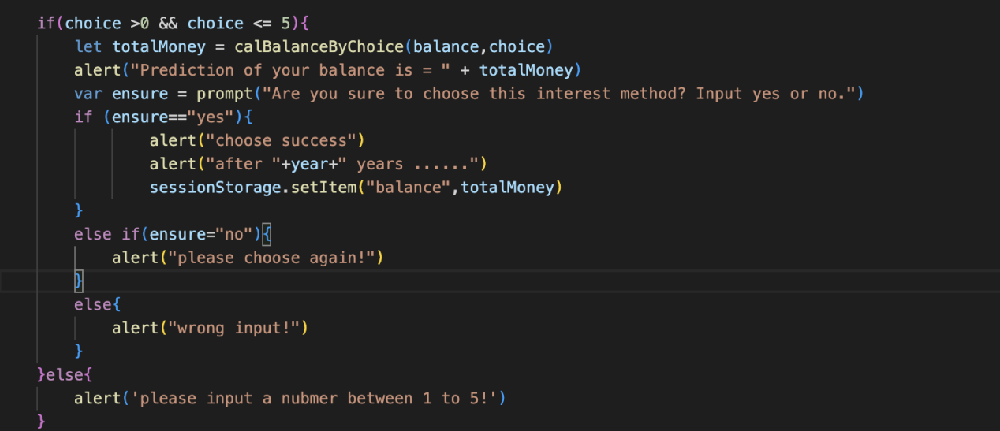 if(choice >0 && choice <= 5){
let totalMoney = calBalanceByChoice(balance,choice)
alert("Prediction of your balance is = " + totalMoney)
var ensure = prompt("Are you sure to choose this interest method? Input yes or no.")
if (ensure=="yes"){
alert("choose success")
alert("after "+year+" years ......")
sessionStorage.setItem("balance",totalMoney)
}
else if(ensure="no"){
alert("please choose again!")
}
else{
alert("wrong input!")
}
}else{
alert('please input a nubmer between 1 to 5!')
}